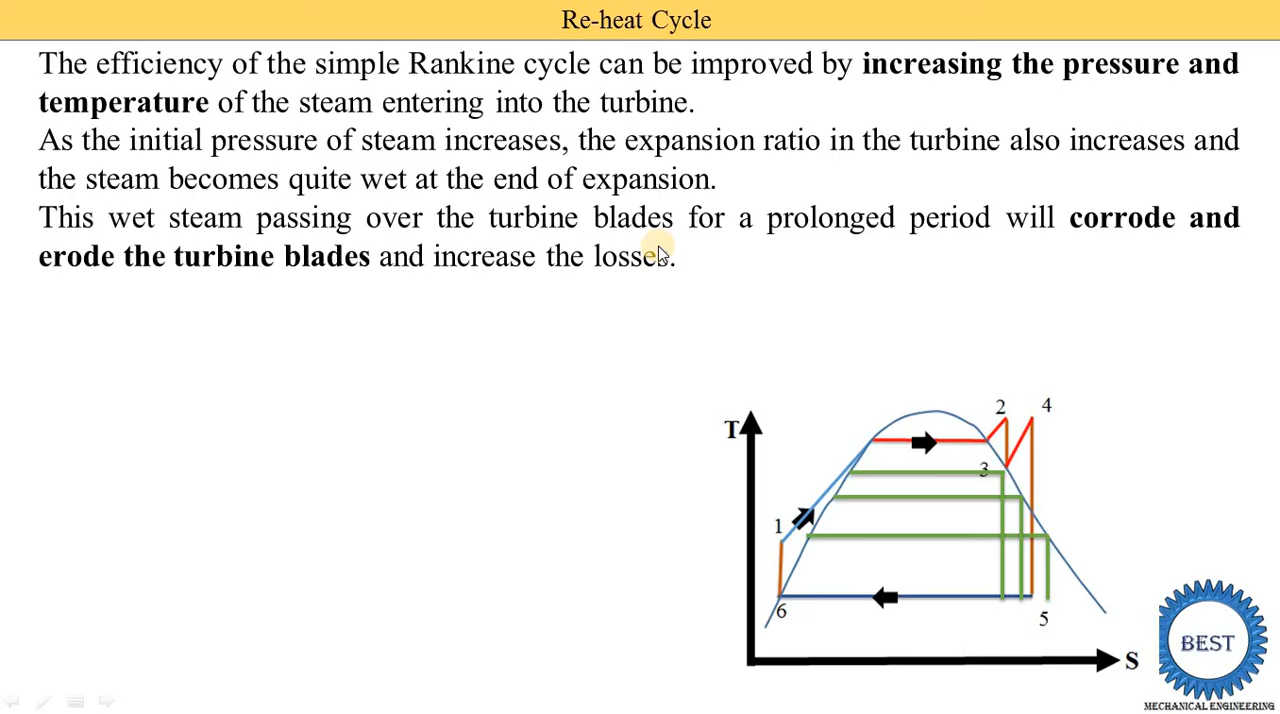 Re-heat Cycle
The efficiency of the simple Rankine cycle can be improved by increasing the pressure and
temperature of the steam entering into the turbine.
As the initial pressure of steam increases, the expansion ratio in the turbine also increases and
the steam becomes quite wet at the end of expansion.
This wet steam passing over the turbine blades for a prolonged period will corrode and
erode the turbine blades and increase the losses.
T
2
4
3
1
6
5
S
BEST
MECHANICAL ENGINEERING